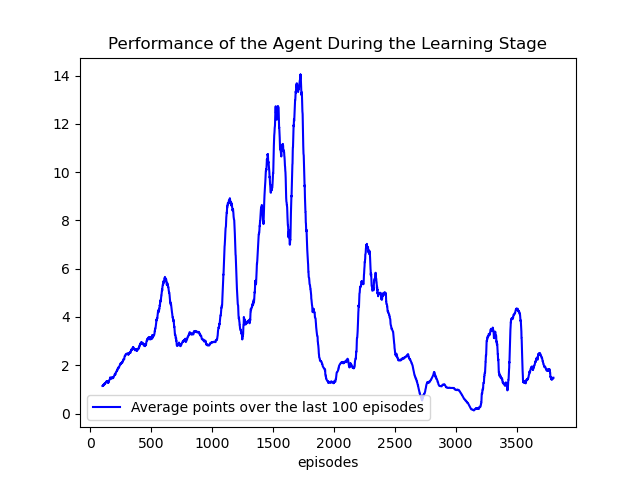 Performance of the Agent During the Learning Stage
14
12
10
8
6
4
2
0
Average points over the last 100 episodes
0 500 1000 1500 2000 2500 3000 3500
episodes